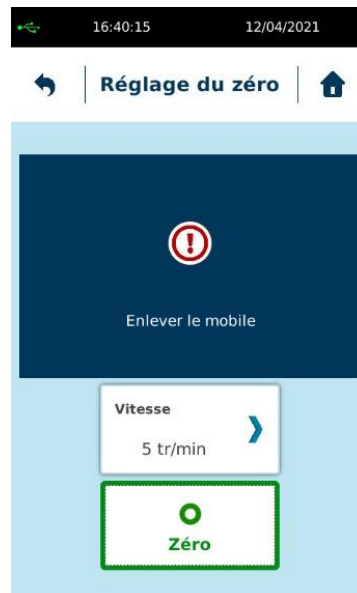 16:40:15 12/04/2021
Réglage du zéro
Enlever le mobile
Vitesse
5 tr/min
Zéro